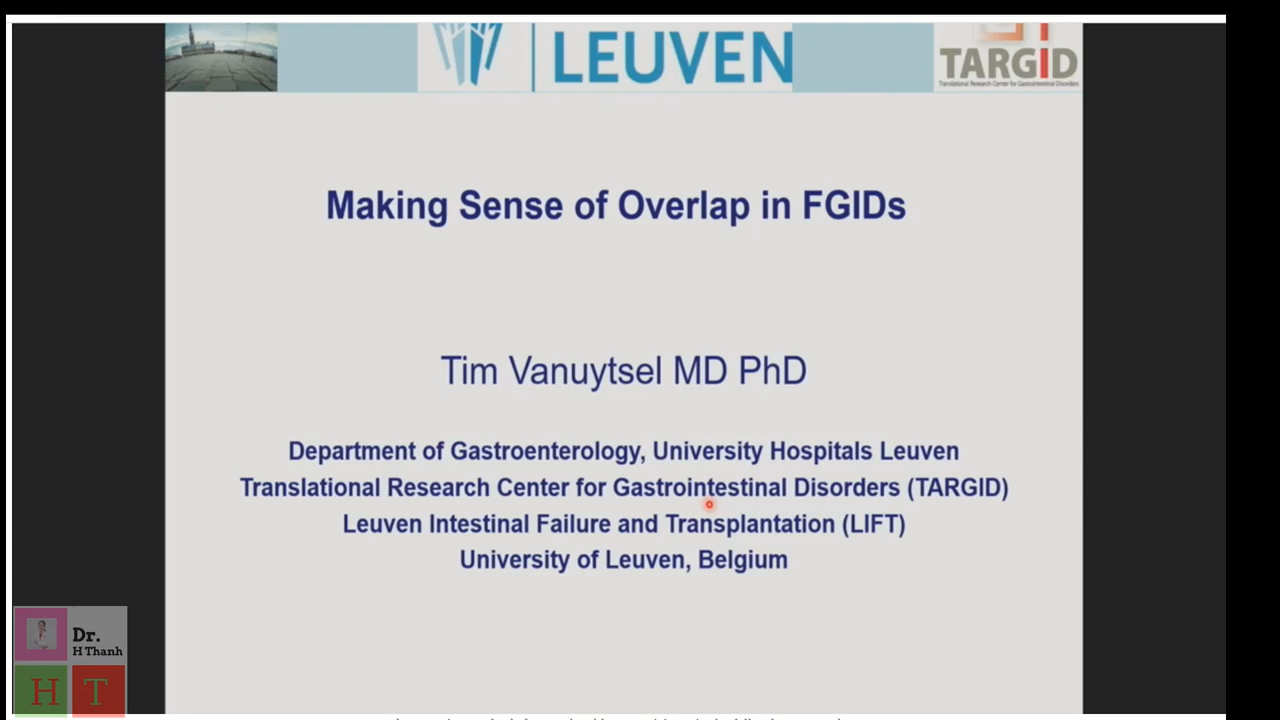 LEUVEN
TARGID
Translational Research Center for Gastrointestinal Disorders
Making Sense of Overlap in FGIDs
Tim Vanuytsel MD PhD
Department of Gastroenterology, University Hospitals Leuven
Translational Research Center for Gastrointestinal Disorders (TARGID)
Leuven Intestinal Failure and Transplantation (LIFT)
University of Leuven, Belgium
Dr.
H Thanh
H T